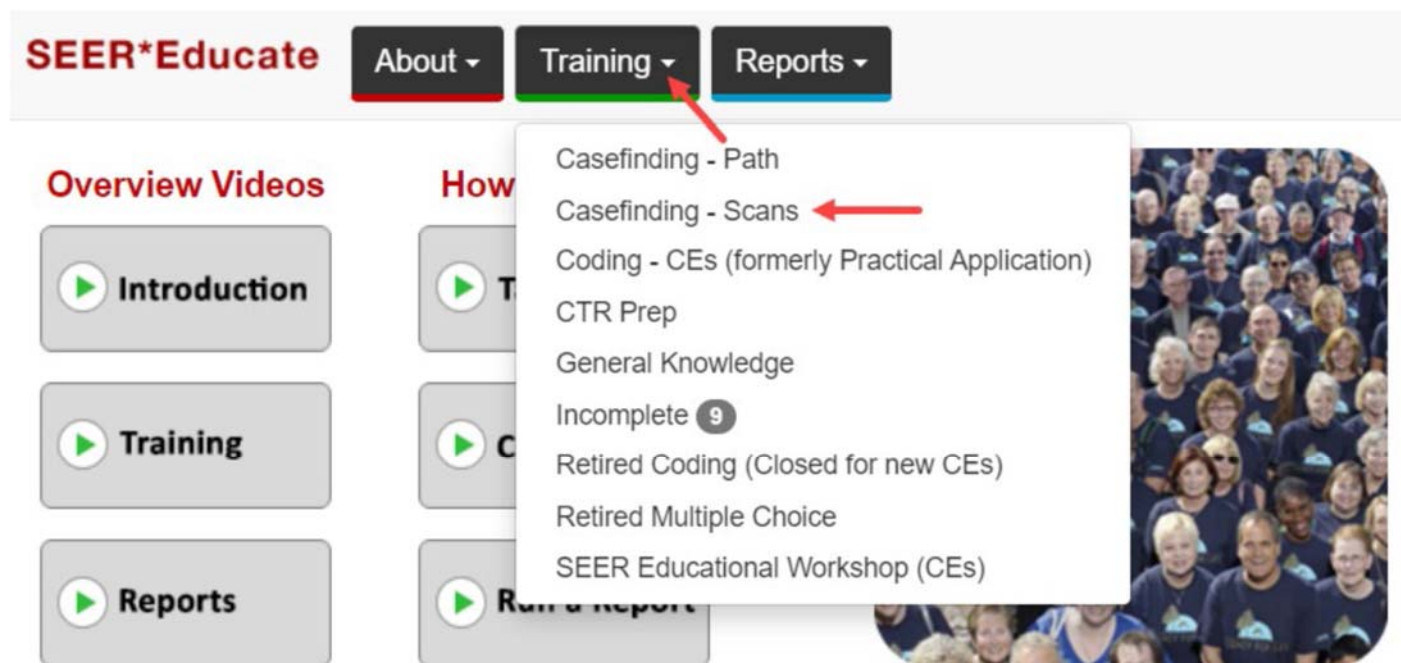 SEER*Educate
About
Training
Reports
Overview Videos
How
Casefinding - Path
Casefinding - Scans
Coding - CEs (formerly Practical Application)
CTR Prep
General Knowledge
Incomplete 9
Retired Coding (Closed for new CEs)
Retired Multiple Choice
SEER Educational Workshop (CEs)
Introduction
Training
Reports
Run a Report